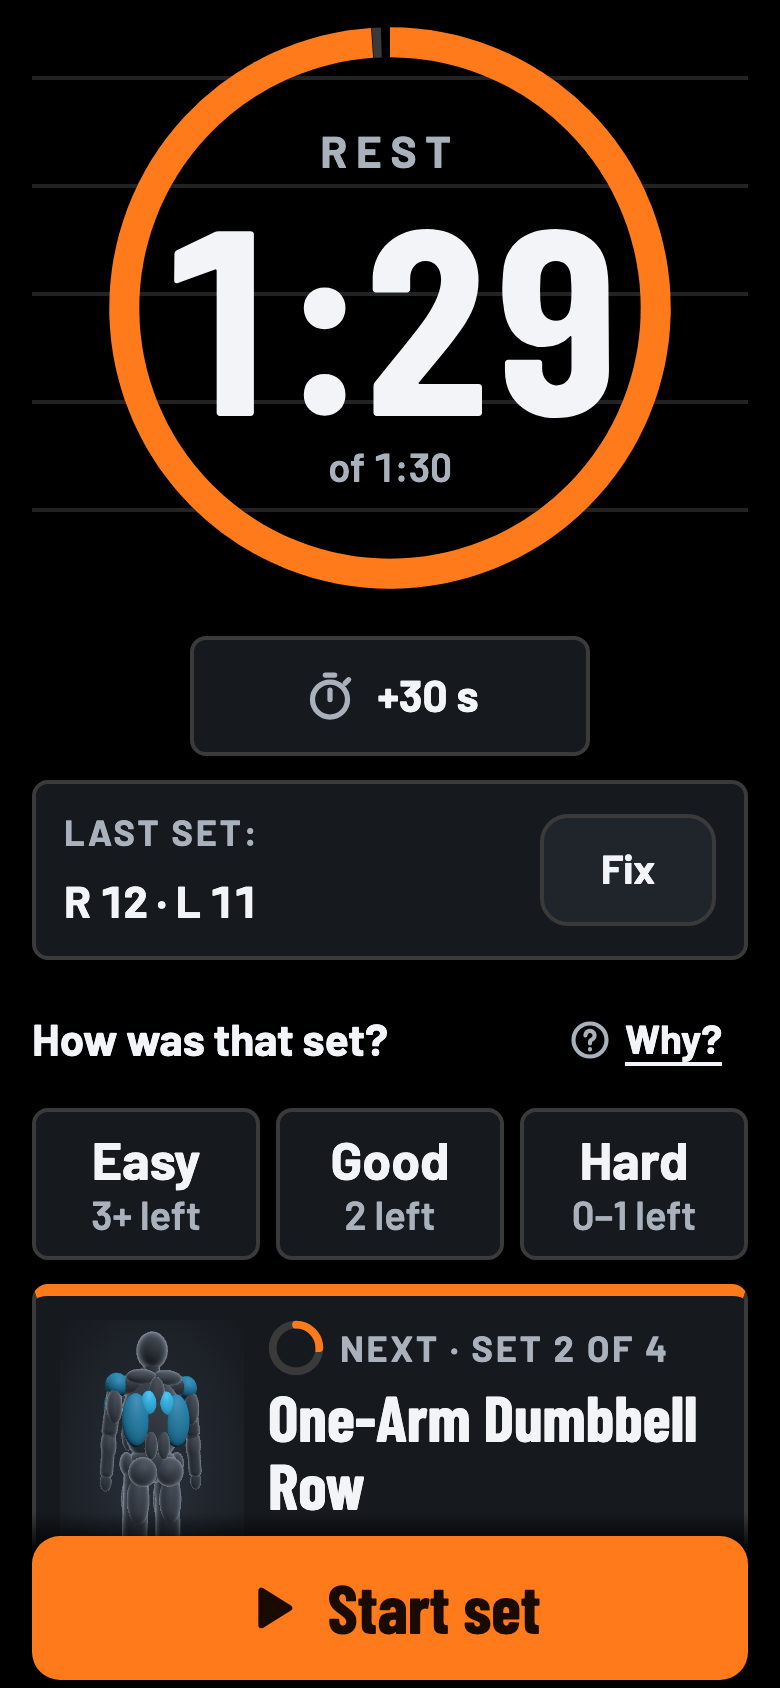 REST
1:29
of 1:30
+30 s
LAST SET:
R 12 · L 11
Fix
How was that set?
Why?
Easy
3+ left
Good
2 left
Hard
0–1 left
NEXT · SET 2 OF 4
One-Arm Dumbbell
Row
Start set